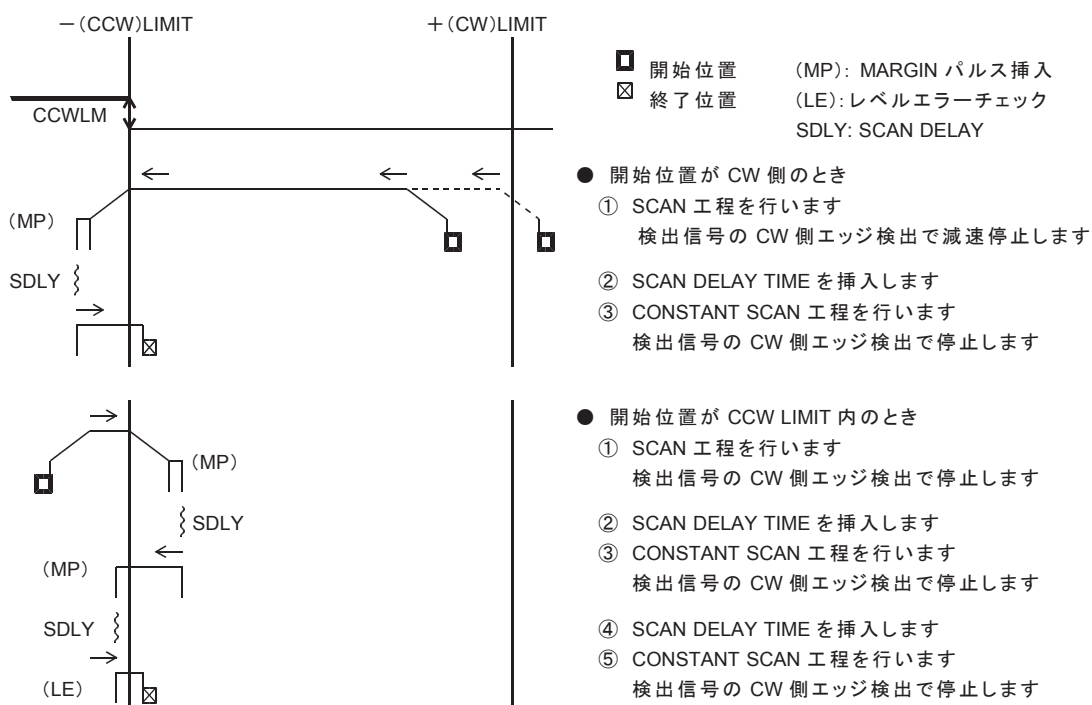 −(CCW)LIMIT
+(CW)LIMIT
CCWLM
開始位置 (MP): MARGIN パルス挿入
終了位置 (LE):レベルエラーチェック
SDLY: SCAN DELAY
(MP)
SDLY
● 開始位置が CW 側のとき
① SCAN 工程を行います
検出信号の CW 側エッジ検出で減速停止します
② SCAN DELAY TIME を挿入します
③ CONSTANT SCAN 工程を行います
検出信号の CW 側エッジ検出で停止します
(MP)
SDLY
(MP)
SDLY
(LE)
● 開始位置が CCW LIMIT 内のとき
① SCAN 工程を行います
検出信号の CW 側エッジ検出で停止します
② SCAN DELAY TIME を挿入します
③ CONSTANT SCAN 工程を行います
検出信号の CW 側エッジ検出で停止します
④ SCAN DELAY TIME を挿入します
⑤ CONSTANT SCAN 工程を行います
検出信号の CW 側エッジ検出で停止します